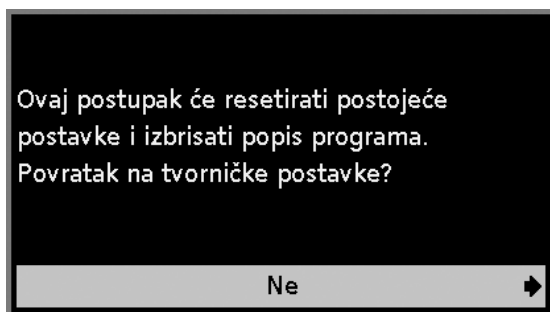 Ovaj postupak će resetirati postojeće
postavke i izbrisati popis programa.
Povratak na tvorničke postavke?
Ne